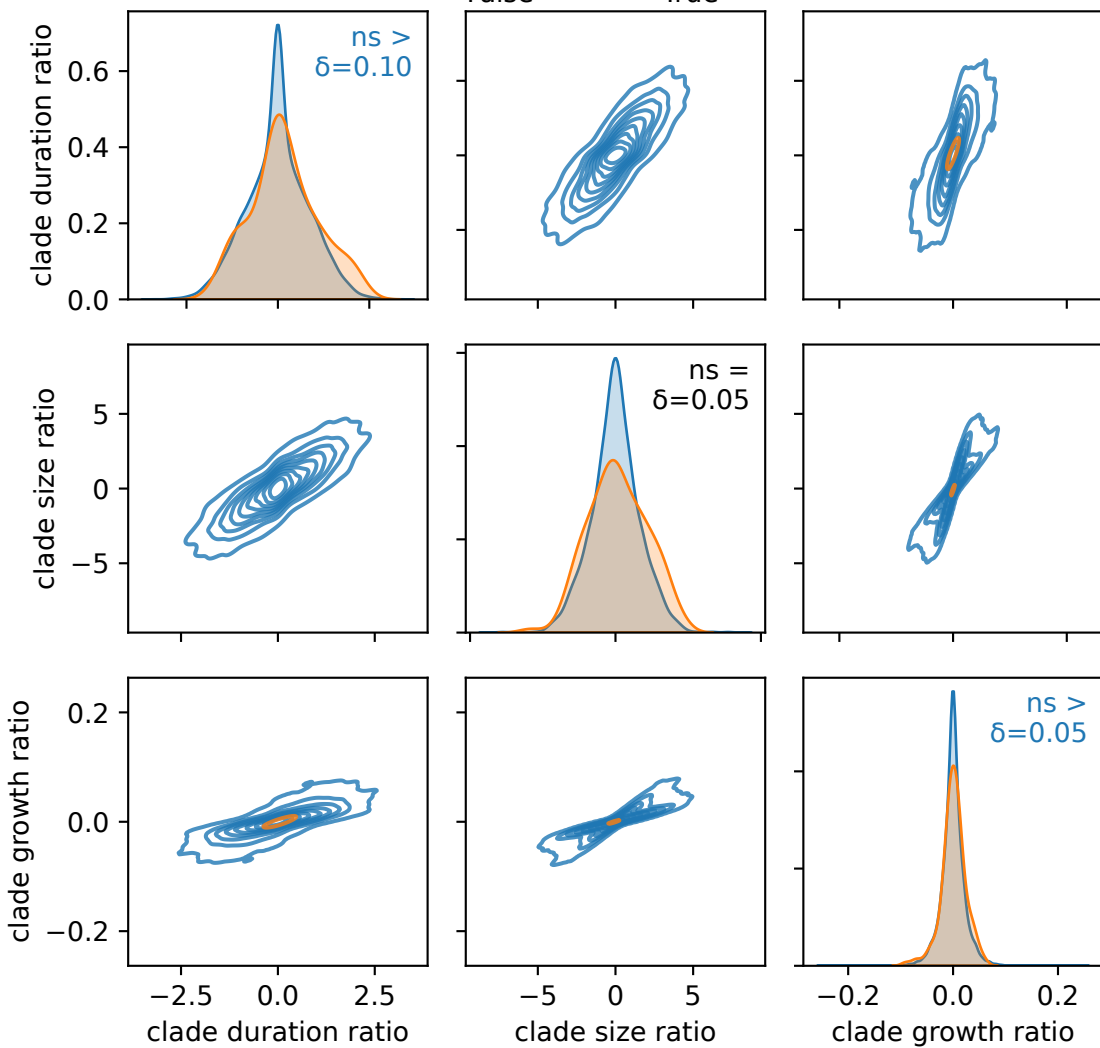 clade duration ratio
0.6
0.4
0.2
0.0
ns >
δ=0.10
clade size ratio
5
0
−5
ns =
δ=0.05
clade growth ratio
0.2
0.0
−0.2
ns >
δ=0.05
−2.5 0.0 2.5
−5 0 5
−0.2 0.0 0.2
clade duration ratio
clade size ratio
clade growth ratio